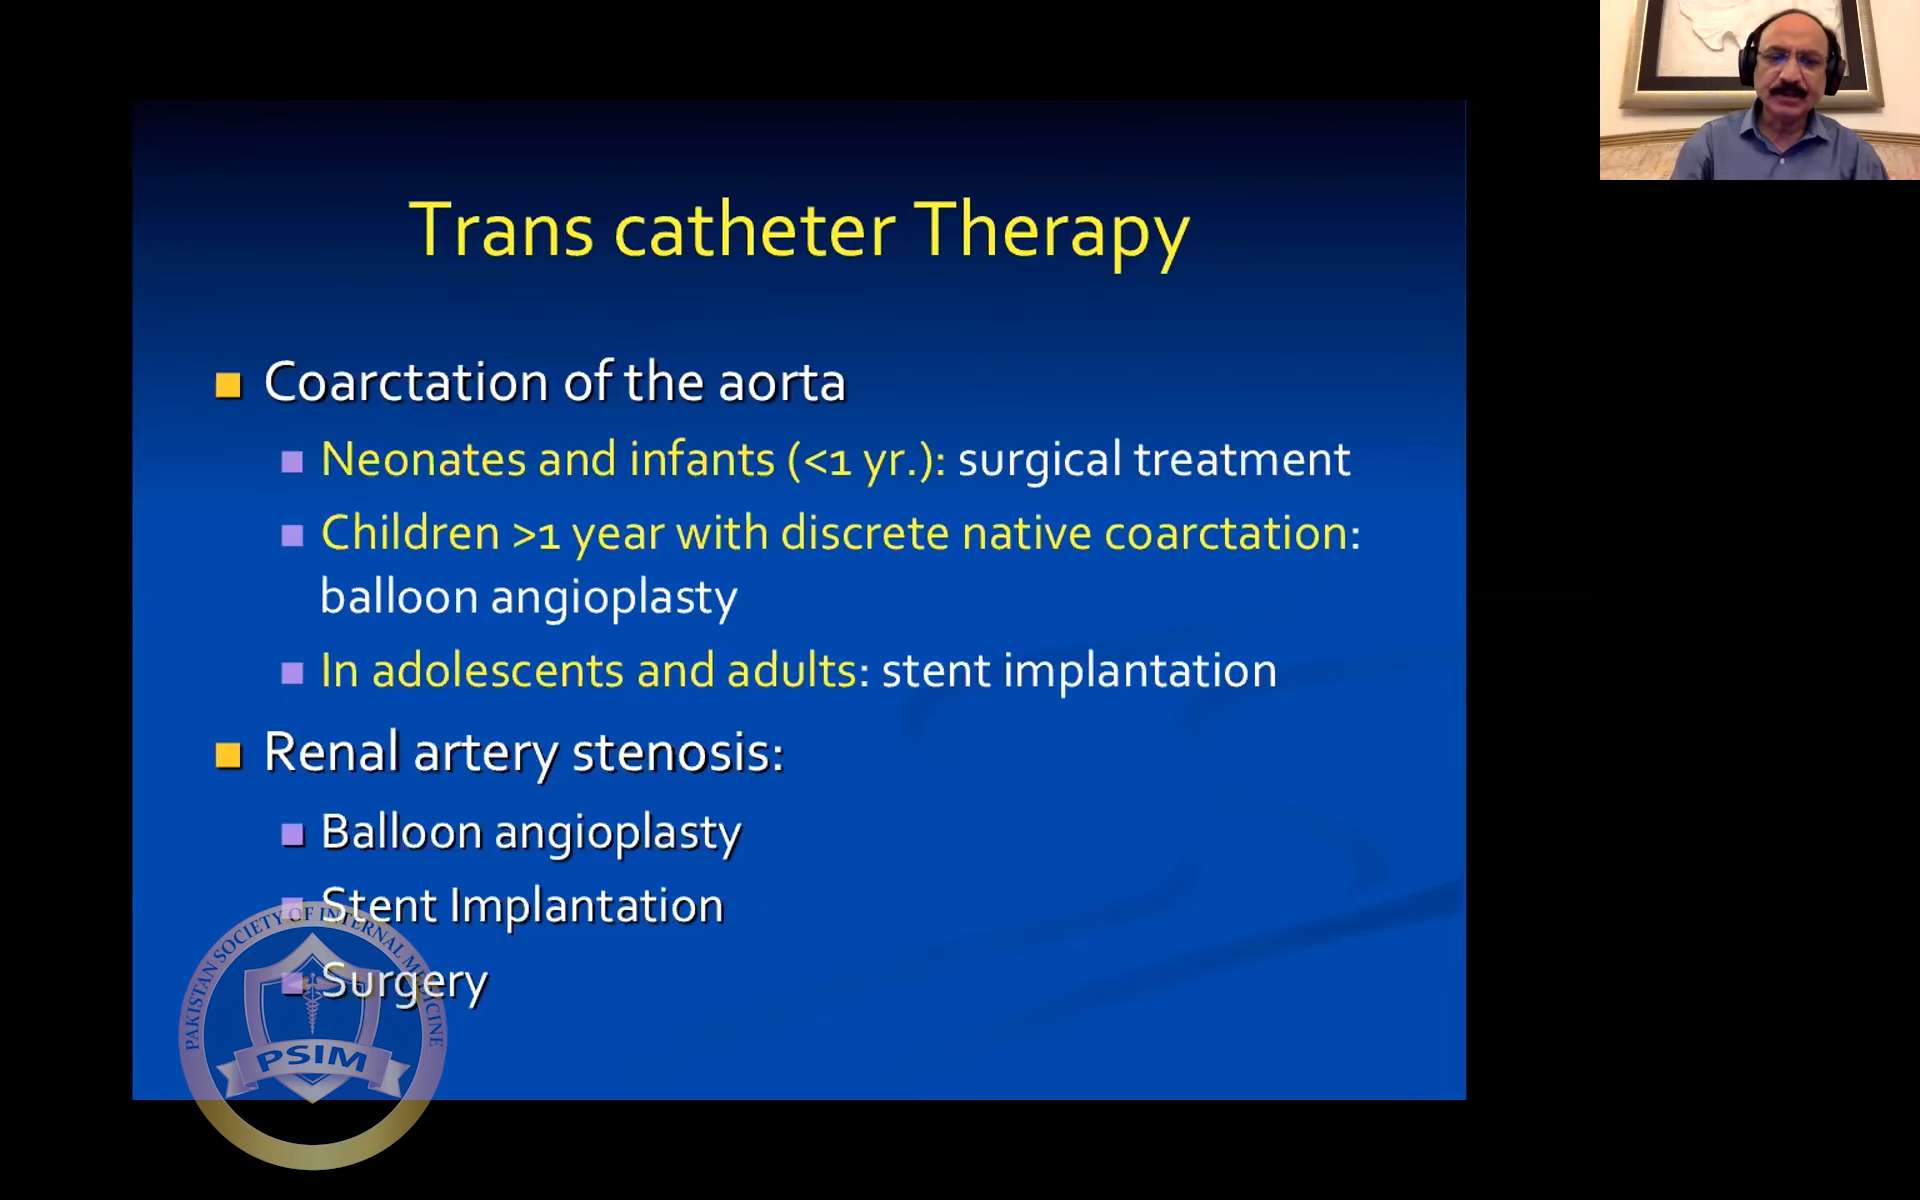 Trans catheter Therapy
Coarctation of the aorta
Neonates and infants (<1 yr.): surgical treatment
Children >1 year with discrete native coarctation:
balloon angioplasty
In adolescents and adults: stent implantation
Renal artery stenosis:
Balloon angioplasty
Stent Implantation
Surgery
PAKISTAN SOCIETY OF INTERNAL MEDICINE
PSIM